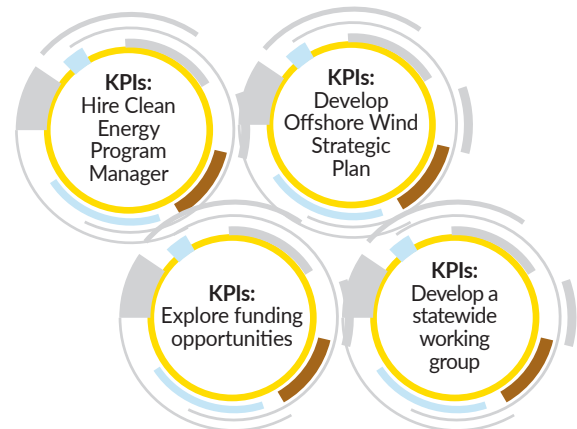 KPIs:
Hire Clean
Energy
Program
Manager
KPIs:
Develop
Offshore Wind
Strategic
Plan
KPIs:
Explore funding
opportunities
KPIs:
Develop a
statewide
working
group